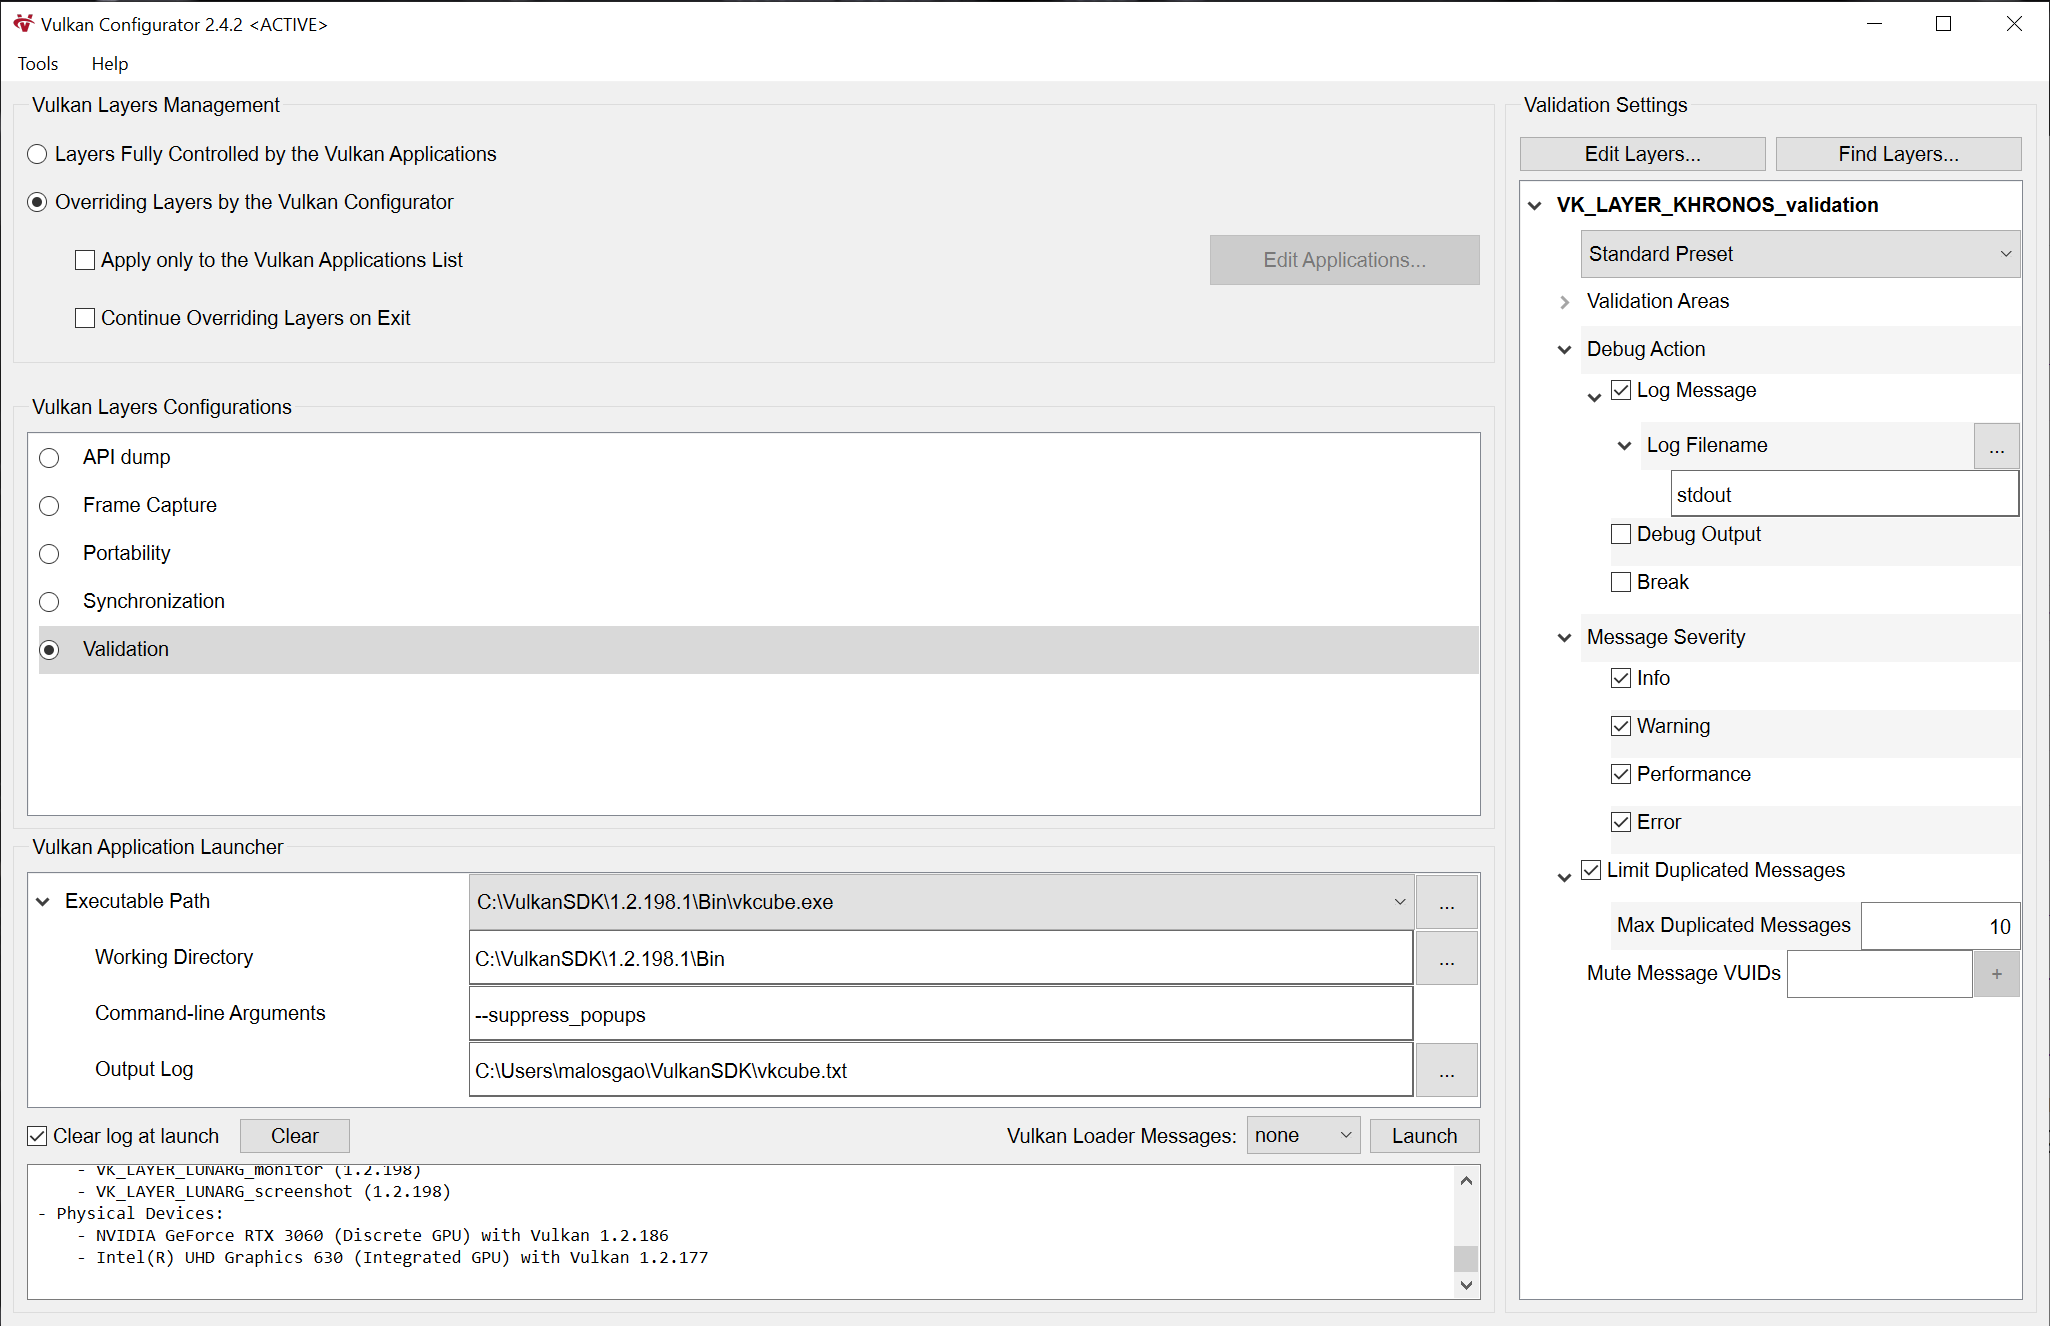 Vulkan Configurator 2.4.2 <ACTIVE>
Tools Help
Vulkan Layers Management
Layers Fully Controlled by the Vulkan Applications
Overriding Layers by the Vulkan Configurator
Apply only to the Vulkan Applications List
Edit Applications...
Continue Overriding Layers on Exit
Vulkan Layers Configurations
API dump
Frame Capture
Portability
Synchronization
Validation
Vulkan Application Launcher
Executable Path C:\VulkanSDK\1.2.198.1\Bin\vkcube.exe ...
Working Directory C:\VulkanSDK\1.2.198.1\Bin ...
Command-line Arguments --suppress_popups
Output Log C:\Users\malosgao\VulkanSDK\vkcube.txt ...
Clear log at launch Clear Vulkan Loader Messages: none Launch
- VK_LAYER_LUNARG_monitor (1.2.198)
- VK_LAYER_LUNARG_screenshot (1.2.198)
- Physical Devices:
- NVIDIA GeForce RTX 3060 (Discrete GPU) with Vulkan 1.2.186
- Intel(R) UHD Graphics 630 (Integrated GPU) with Vulkan 1.2.177
Validation Settings
Edit Layers... Find Layers...
VK_LAYER_KHRONOS_validation
Standard Preset
Validation Areas
Debug Action
Log Message
Log Filename ...
stdout
Debug Output
Break
Message Severity
Info
Warning
Performance
Error
Limit Duplicated Messages
Max Duplicated Messages 10
Mute Message VUIDs +